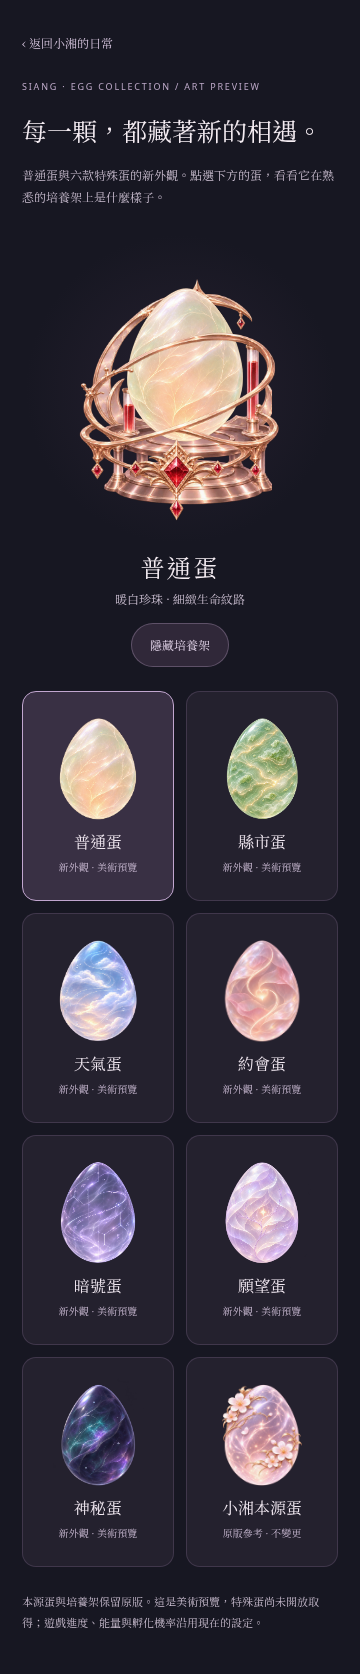 ‹ 返回小湘的日常
SIANG · EGG COLLECTION / ART PREVIEW
每一顆，都藏著新的相遇。
普通蛋與六款特殊蛋的新外觀。點選下方的蛋，看看它在熟
悉的培養架上是什麼樣子。
普通蛋
暖白珍珠 · 細緻生命紋路
隱藏培養架
普通蛋
新外觀 · 美術預覽
縣市蛋
新外觀 · 美術預覽
天氣蛋
新外觀 · 美術預覽
約會蛋
新外觀 · 美術預覽
暗號蛋
新外觀 · 美術預覽
願望蛋
新外觀 · 美術預覽
神秘蛋
新外觀 · 美術預覽
小湘本源蛋
原版參考 · 不變更
本源蛋與培養架保留原版。這是美術預覽，特殊蛋尚未開放取
得；遊戲進度、能量與孵化機率沿用現在的設定。